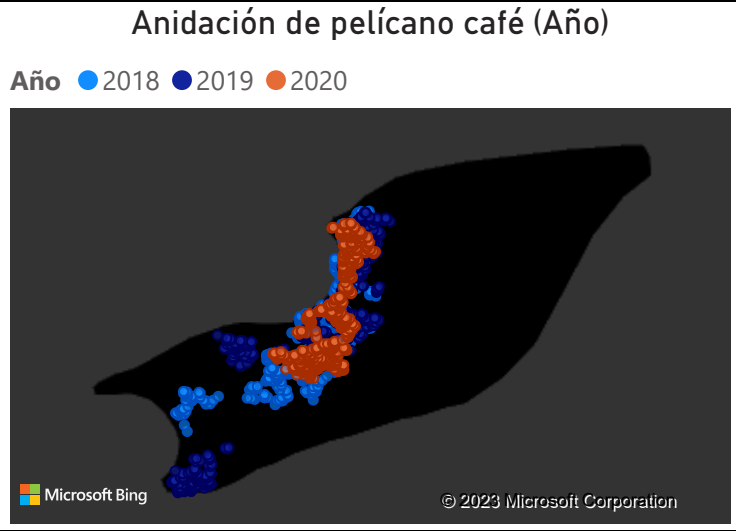 Anidación de pelícano café (Año)
Año 2018 2019 2020
Microsoft Bing
© 2023 Microsoft Corporation